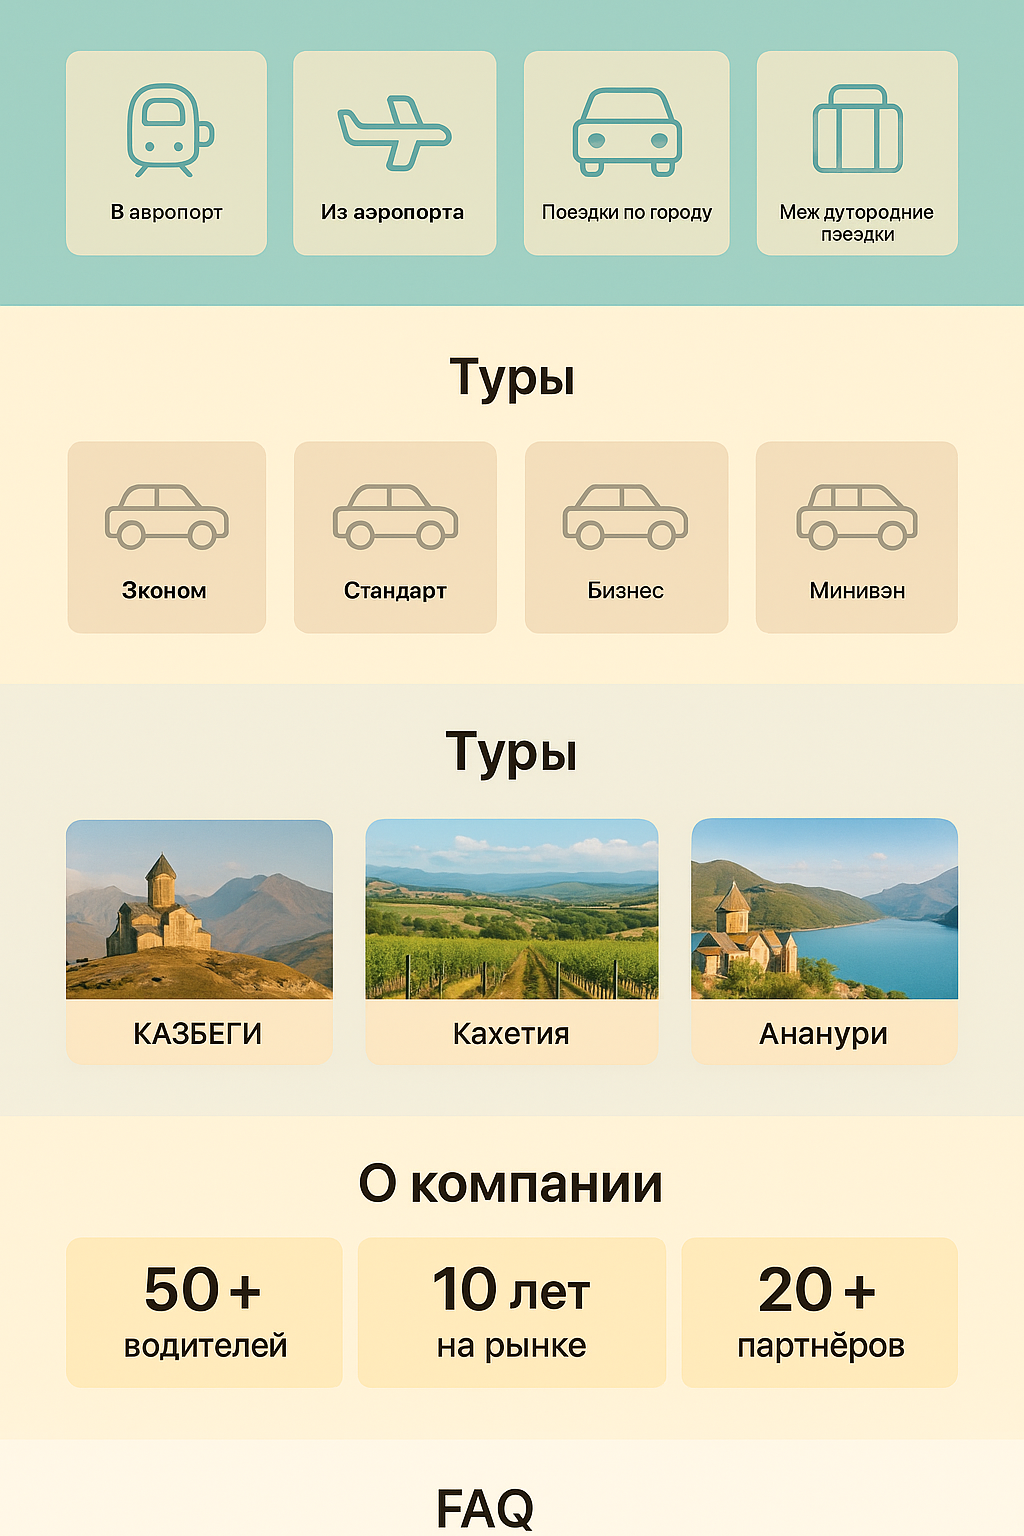 В авропорт
Из аэропорта
Поездки по городу
Меж дутородние
пэеэдки
Туры
Зконом
Стандарт
Бизнес
Минивэн
Туры
КАЗБЕГИ
Кахетия
Ананури
О компании
50+
водителей
10 лет
на рынке
20+
партнёров
FAQ